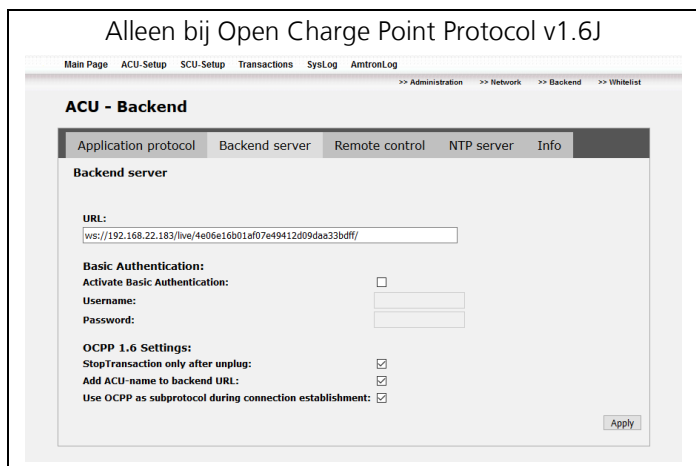 Alleen bij Open Charge Point Protocol v1.6J
Main Page ACU-Setup SCU-Setup Transactions SysLog AmtronLog
>> Administration >> Network >> Backend >> Whitelist
ACU - Backend
Application protocol Backend server Remote control NTP server Info
Backend server
URL:
ws://192.168.22.183/live/4e06e16b01af07e49412d09daa33bdff/
Basic Authentication:
Activate Basic Authentication:
Username:
Password:
OCPP 1.6 Settings:
StopTransaction only after unplug:
Add ACU-name to backend URL:
Use OCPP as subprotocol during connection establishment:
Apply